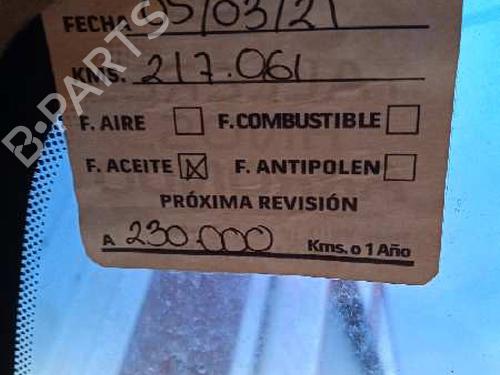 FECHA 05/03/21
KMS. 217.061
F. AIRE F.COMBUSTIBLE
F. ACEITE F. ANTIPOLEN
PRÓXIMA REVISIÓN
A 230.000 Kms. o 1 Año
B-PARTS